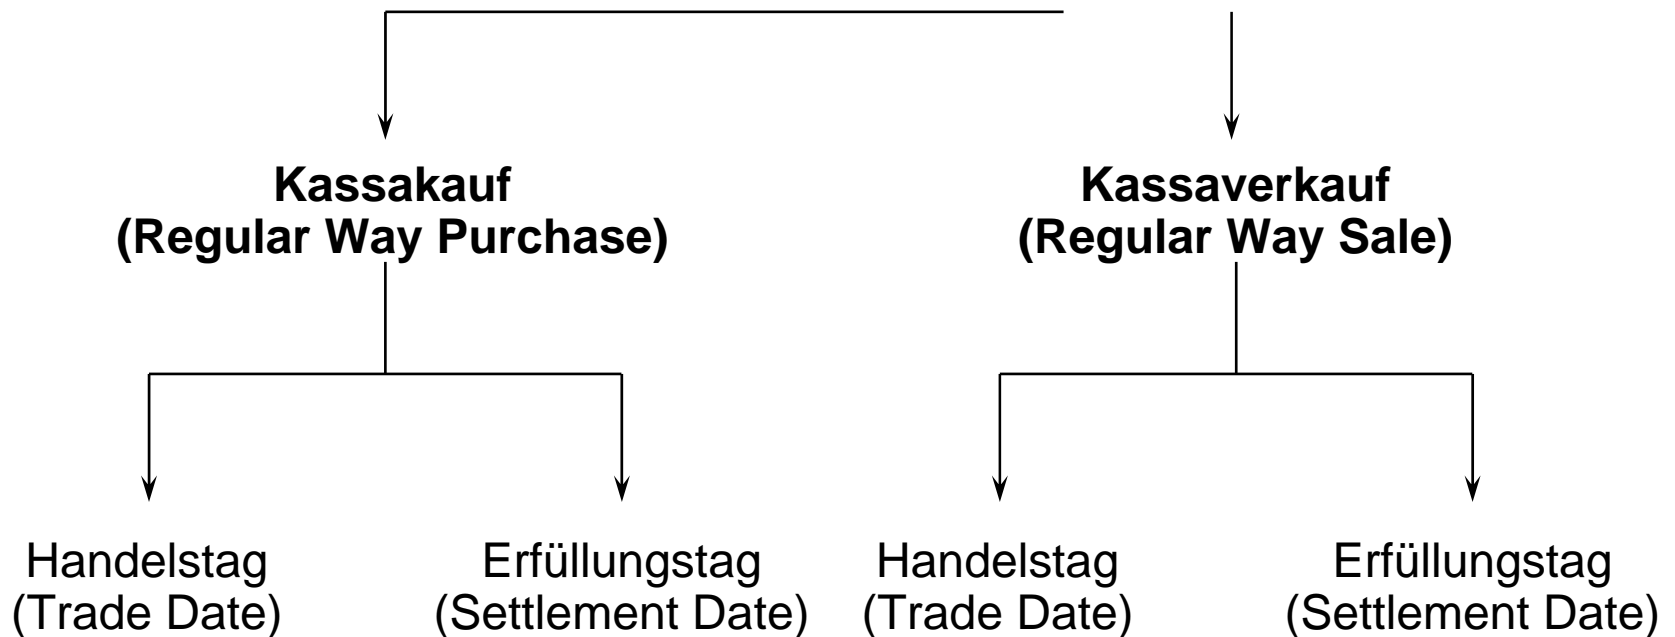 Kassakauf
(Regular Way Purchase)
Kassaverkauf
(Regular Way Sale)
Handelstag
(Trade Date)
Erfüllungstag
(Settlement Date)
Handelstag
(Trade Date)
Erfüllungstag
(Settlement Date)